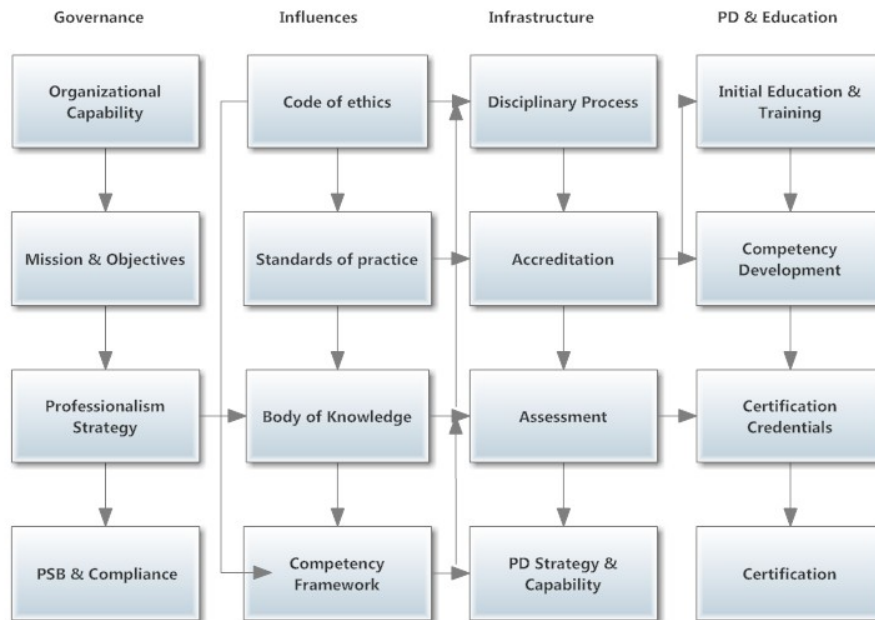 Governance
Influences
Infrastructure
PD & Education
Organizational
Capability
Code of ethics
Disciplinary Process
Initial Education &
Training
Mission & Objectives
Standards of practice
Accreditation
Competency
Development
Professionalism
Strategy
Body of Knowledge
Assessment
Certification
Credentials
PSB & Compliance
Competency
Framework
PD Strategy &
Capability
Certification